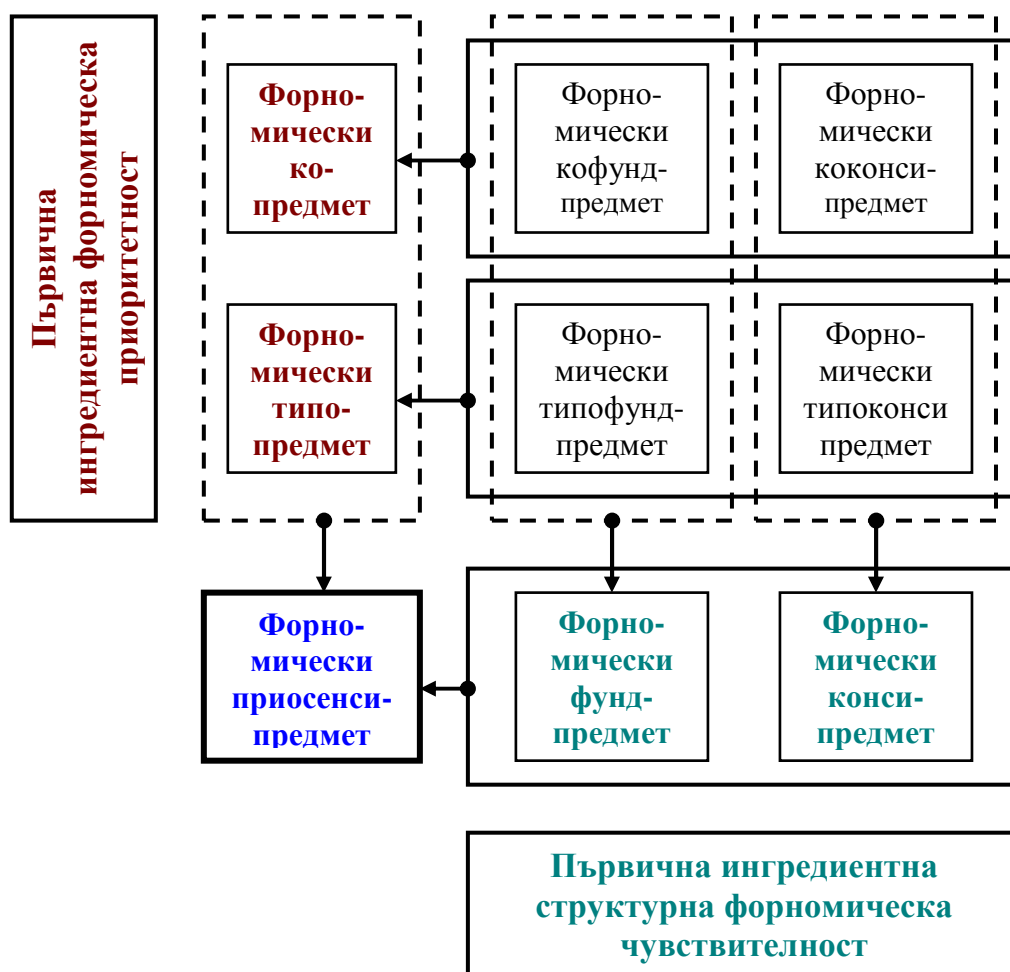 Първична
ингредиентна форномическа
приоритетност
Форно-
мически
ко-
предмет
Форно-
мически
кофунд-
предмет
Форно-
мически
коконси-
предмет
Форно-
мически
типо-
предмет
Форно-
мически
типофунд-
предмет
Форно-
мически
типоконси
предмет
Форно-
мически
приосенси-
предмет
Форно-
мически
фунд-
предмет
Форно-
мически
конси-
предмет
Първична ингредиентна
структурна форномическа
чувствителност